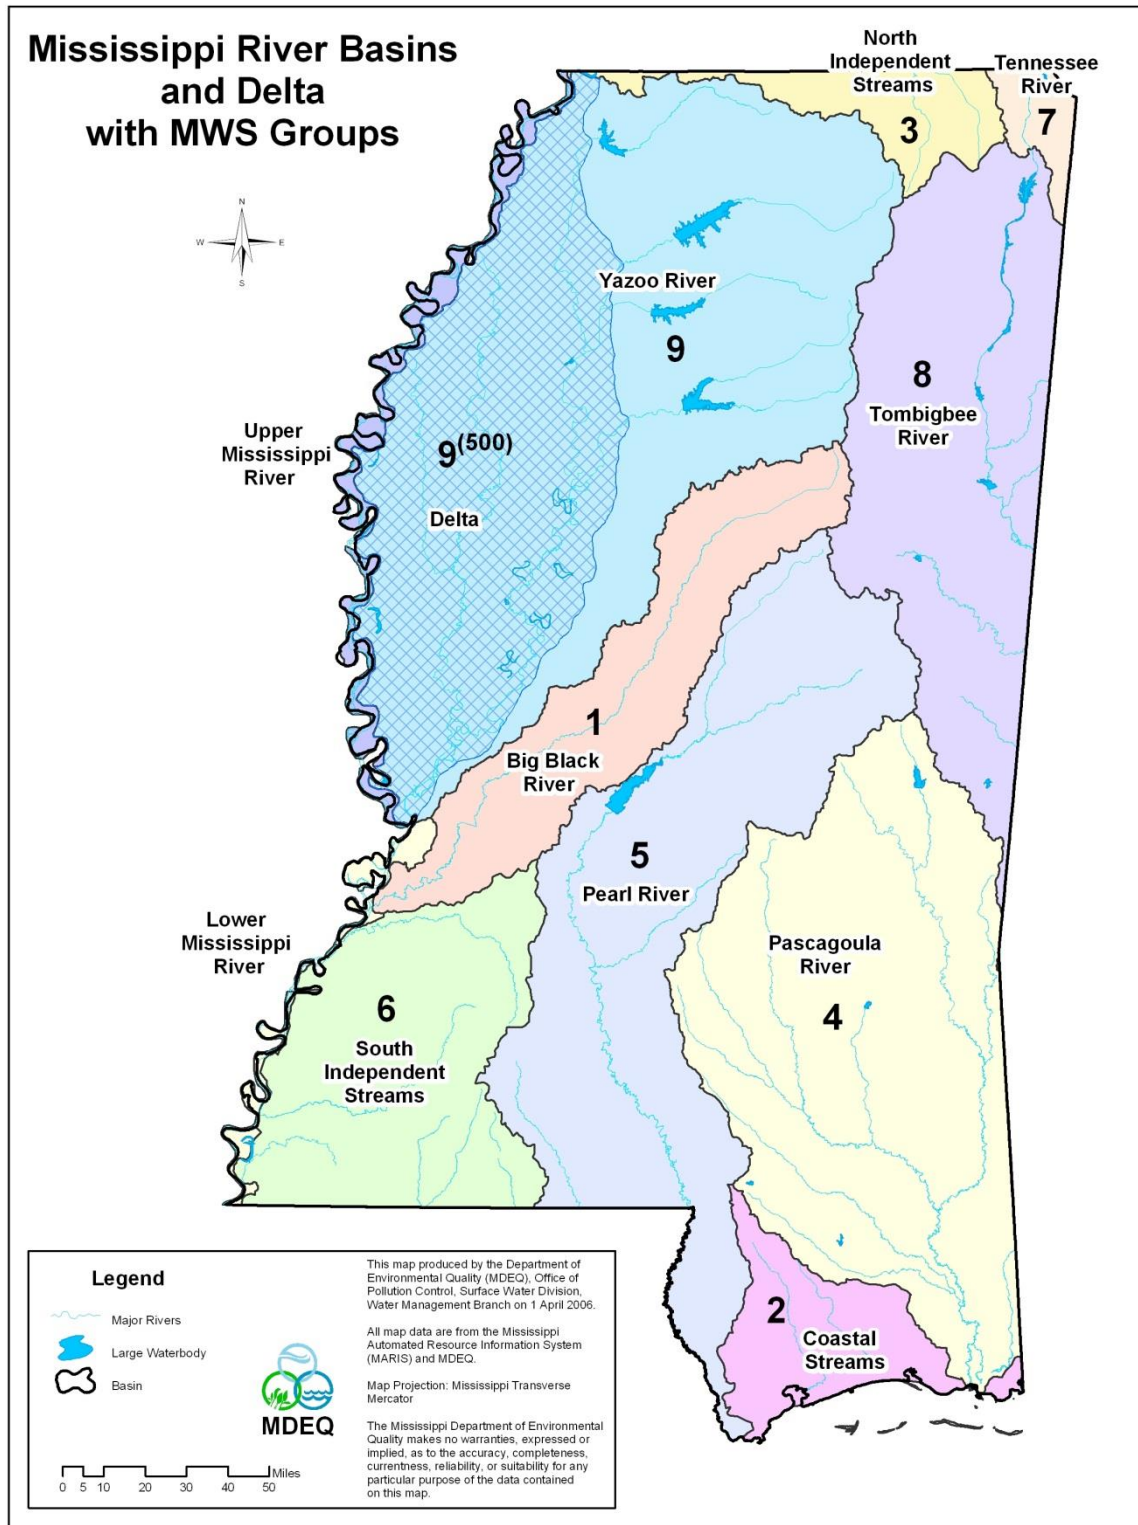 Mississippi River Basins
and Delta
with MWS Groups
North
Independent
Streams
3
Tennessee
River
7
N
W
E
S
Yazoo River
9
8
Tombigbee
River
Upper
Mississippi
River
9(500)
Delta
1
Big Black
River
5
Pearl River
Lower
Mississippi
River
Pascagoula
River
4
6
South
Independent
Streams
2
Coastal
Streams
Legend
Major Rivers
Large Waterbody
Basin
MDEQ
Miles
0 5 10 20 30 40 50
This map produced by the Department of
Environmental Quality (MDEQ), Office of
Pollution Control, Surface Water Division,
Water Management Branch on 1 April 2006.
All map data are from the Mississippi
Automated Resource Information System
(MARIS) and MDEQ.
Map Projection: Mississippi Transverse
Mercator
The Mississippi Department of Environmental
Quality makes no warranties, expressed or
implied, as to the accuracy, completeness,
currentness, reliability, or suitability for any
particular purpose of the data contained
on this map.